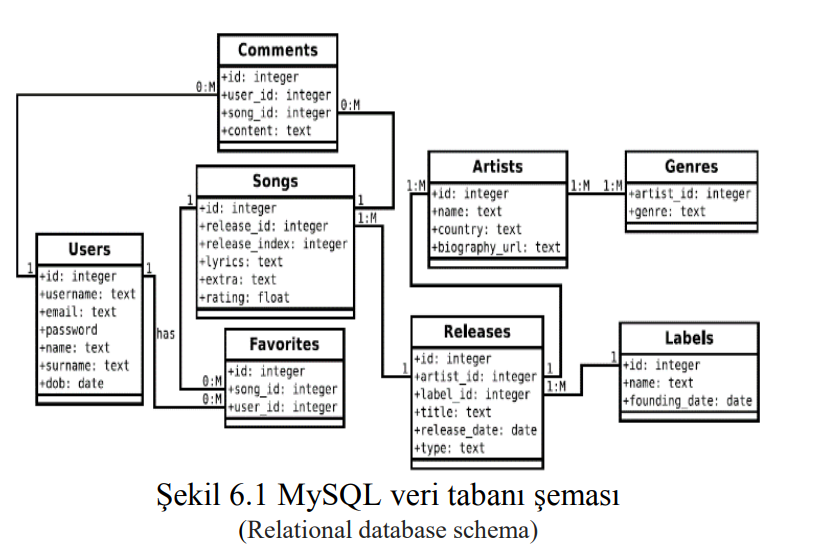 Comments
+id: integer
+user_id: integer
+song_id: integer
+content: text
0:M
0:M
Songs
+id: integer
+release_id: integer
+release_index: integer
+lyrics: text
+extra: text
+rating: float
1
1
1:M
Users
+id: integer
+username: text
+email: text
+password
+name: text
+surname: text
+dob: date
1
1
has
Favorites
+id: integer
+song_id: integer
+user_id: integer
0:M
0:M
Artists
+id: integer
+name: text
+country: text
+biography_url: text
1:M
1:M
1:M
Genres
+artist_id: integer
+genre: text
Releases
+id: integer
+artist_id: integer
+label_id: integer
+title: text
+release_date: date
+type: text
1
1
1:M
1
Labels
+id: integer
+name: text
+founding_date: date
Şekil 6.1 MySQL veri tabanı şeması
(Relational database schema)